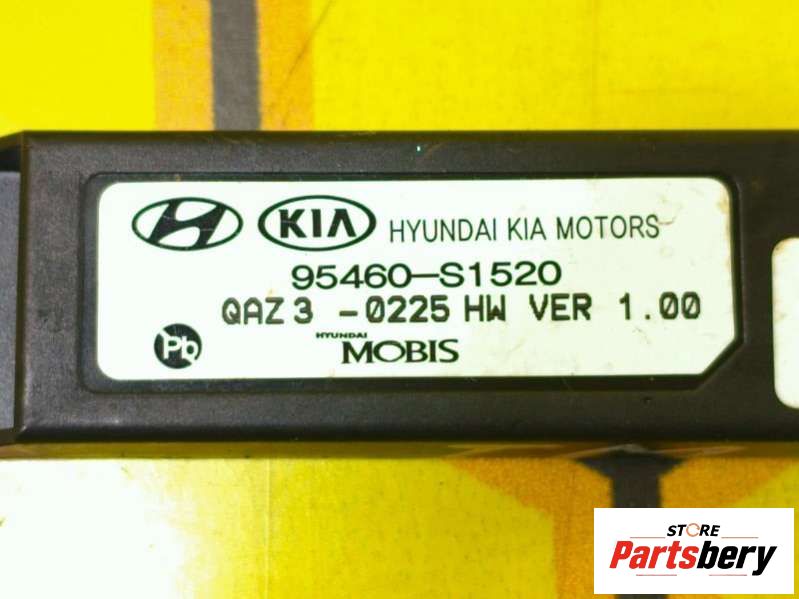 KIA HYUNDAI KIA MOTORS
95460-S1520
QAZ3 -0225 HW VER 1.00
Pb
HYUNDAI
MOBIS
STORE
Partsbery